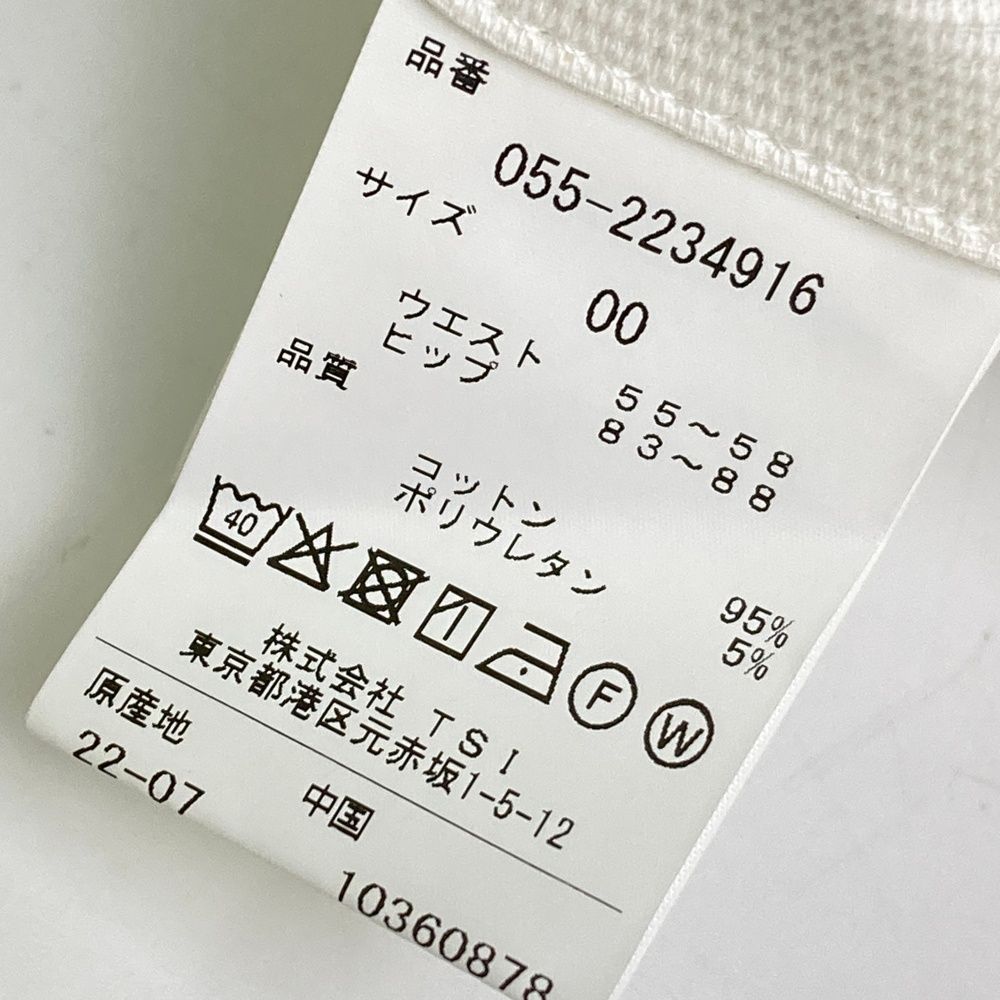 品番
055-2234916
サイズ
00
ウエスト 55～58
ヒップ 83～88
品質
コットン 95%
ポリウレタン 5%
40
F W
株式会社 TSI
東京都港区元赤坂1-5-12
原産地
中国
22-07
10360878